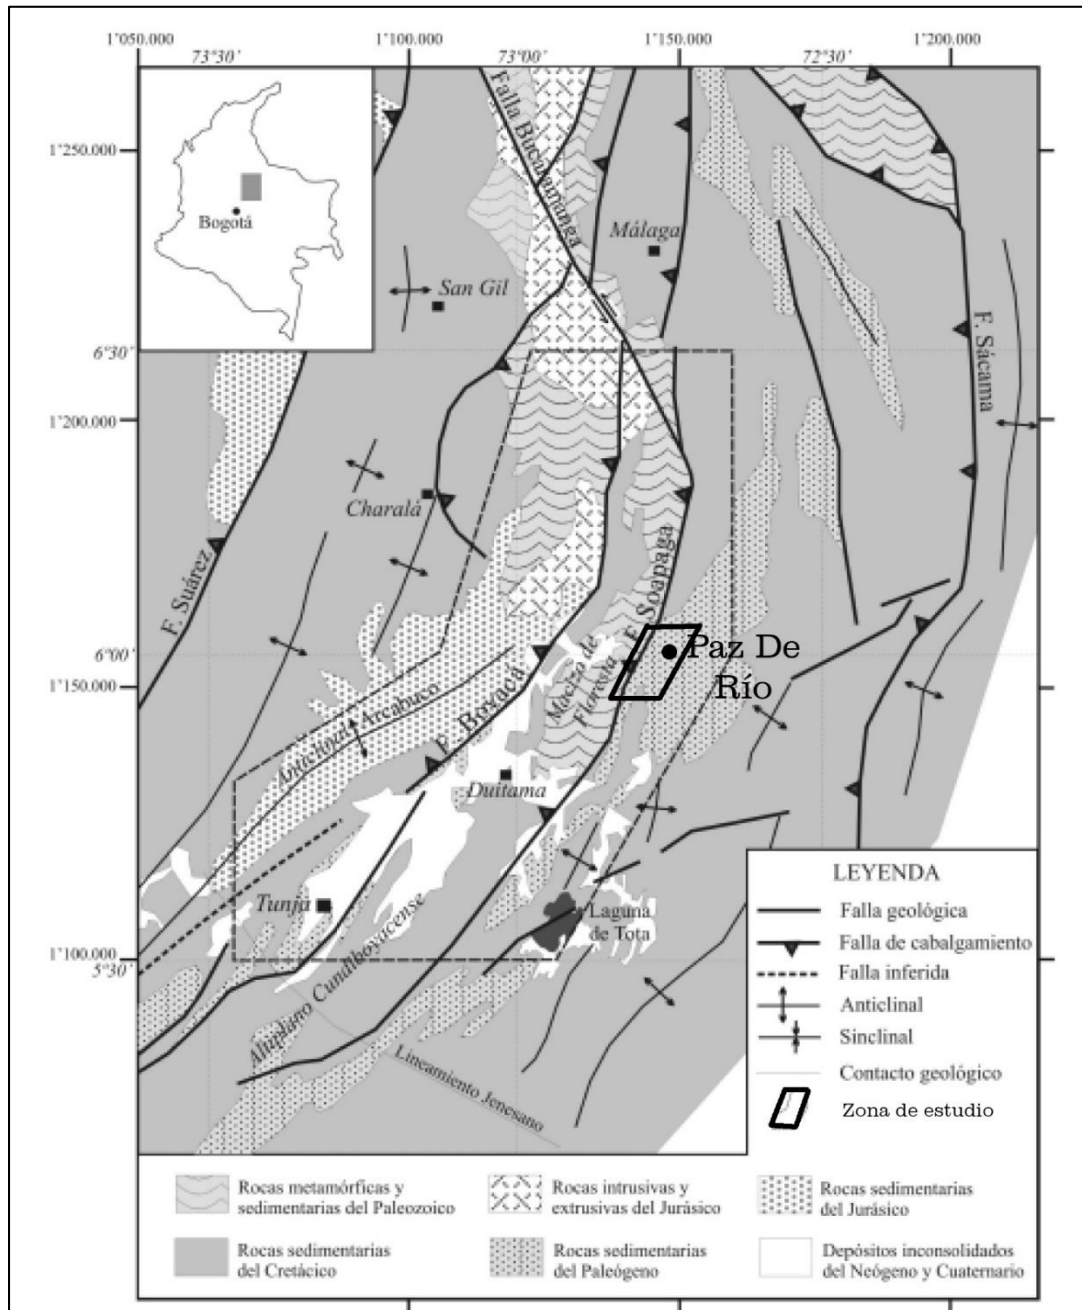 1'050.000
1'100.000
1'150.000
1'200.000
73°30'
73°00'
72°30'
1'250.000
Bogotá
Falla Bucaramanga
Málaga
San Gil
6°30'
F. Sácama
1'200.000
Charalá
F. Suárez
F. Soapaga
Paz De
Río
6°00'
1'150.000
Macizo de
Floresta
Anticlinal Arcabuco
F. Boyacá
Duitama
Tunja
Laguna
de Tota
1'100.000
5°30'
Altiplano Cundiboyacense
Lineamiento Jenesano
LEYENDA
Falla geológica
Falla de cabalgamiento
Falla inferida
Anticlinal
Sinclinal
Contacto geológico
Zona de estudio
Rocas metamórficas y
sedimentarias del Paleozoico
Rocas intrusivas y
extrusivas del Jurásico
Rocas sedimentarias
del Jurásico
Rocas sedimentarias
del Cretácico
Rocas sedimentarias
del Paleógeno
Depósitos inconsolidados
del Neógeno y Cuaternario